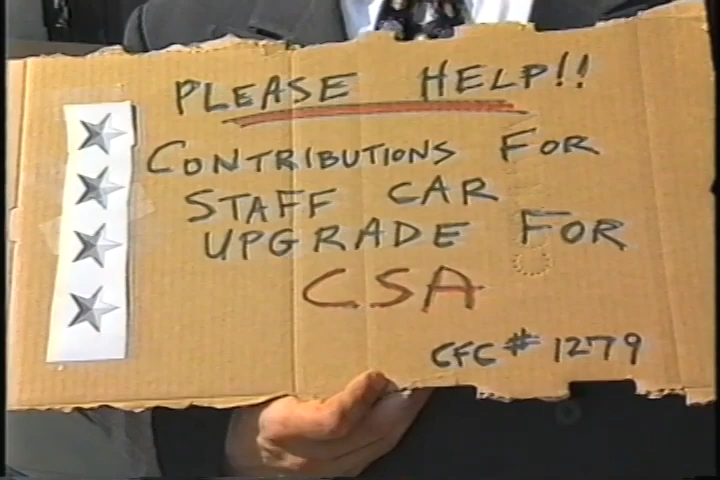 PLEASE HELP!!
CONTRIBUTIONS FOR
STAFF CAR
UPGRADE FOR
CSA
CFC # 1279